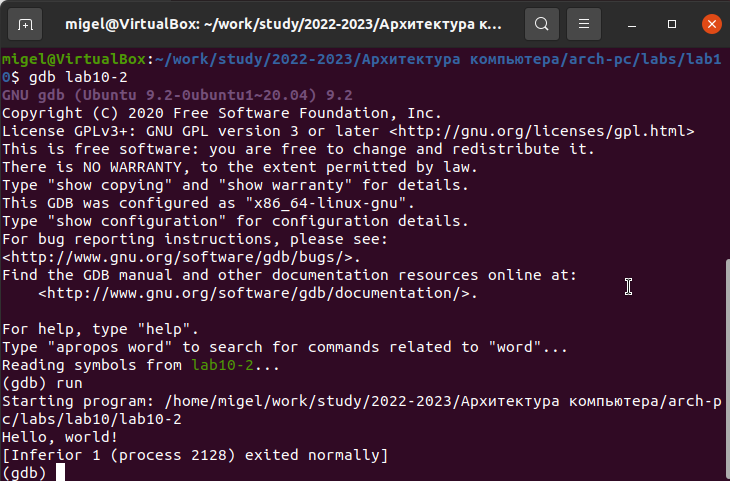 migel@VirtualBox: ~/work/study/2022-2023/Архитектура к...
migel@VirtualBox:~/work/study/2022-2023/Архитектура компьютера/arch-pc/labs/lab1
0$ gdb lab10-2
GNU gdb (Ubuntu 9.2-0ubuntu1~20.04) 9.2
Copyright (C) 2020 Free Software Foundation, Inc.
License GPLv3+: GNU GPL version 3 or later <http://gnu.org/licenses/gpl.html>
This is free software: you are free to change and redistribute it.
There is NO WARRANTY, to the extent permitted by law.
Type "show copying" and "show warranty" for details.
This GDB was configured as "x86_64-linux-gnu".
Type "show configuration" for configuration details.
For bug reporting instructions, please see:
<http://www.gnu.org/software/gdb/bugs/>.
Find the GDB manual and other documentation resources online at:
    <http://www.gnu.org/software/gdb/documentation/>.

For help, type "help".
Type "apropos word" to search for commands related to "word"...
Reading symbols from lab10-2...
(gdb) run
Starting program: /home/migel/work/study/2022-2023/Архитектура компьютера/arch-p
c/labs/lab10/lab10-2
Hello, world!
[Inferior 1 (process 2128) exited normally]
(gdb)